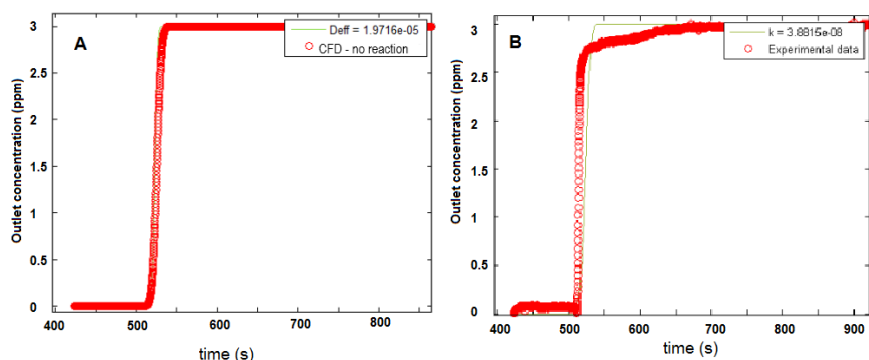 A
Deff = 1.9716e-05
CFD - no reaction
Outlet concentration (ppm)
3
2.5
2
1.5
1
0.5
0
400
500
600
700
800
time (s)
B
k = 3.8815e-08
Experimental data
Outlet concentration (ppm)
3
2.5
2
1.5
1
0.5
0
400
500
600
700
800
900
time (s)